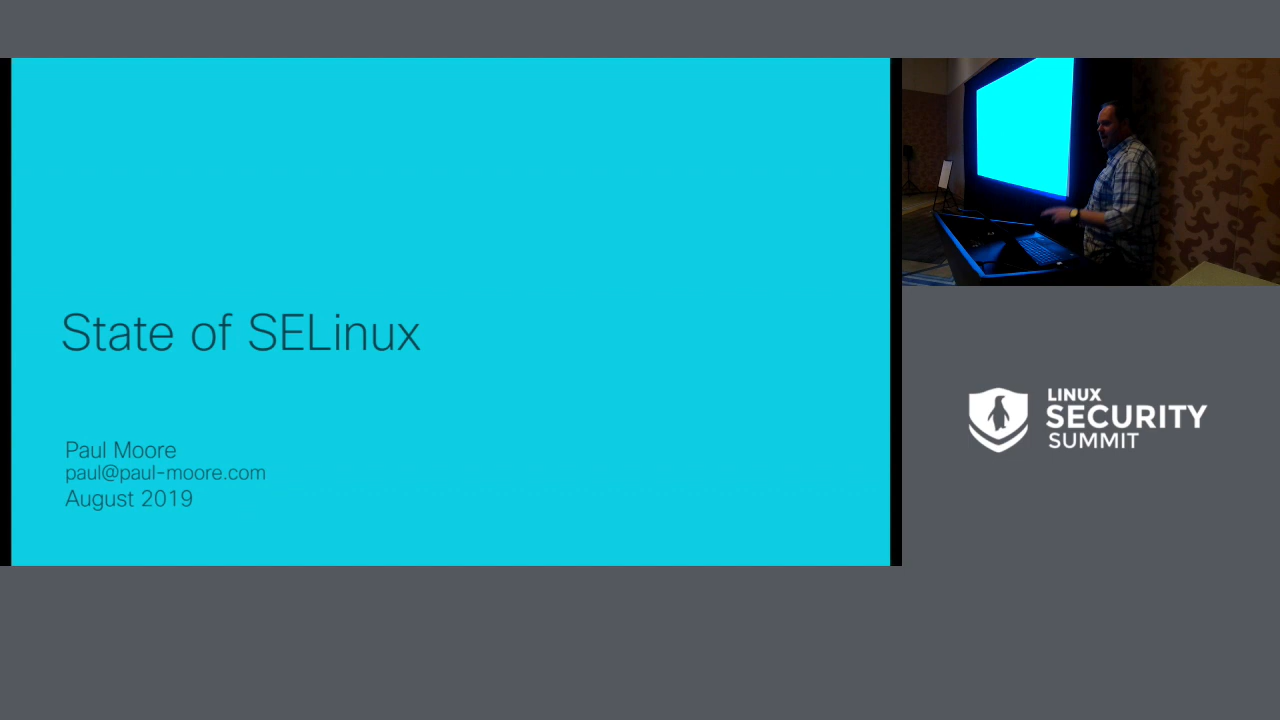 State of SELinux
Paul Moore
paul@paul-moore.com
August 2019
LINUX
SECURITY
SUMMIT